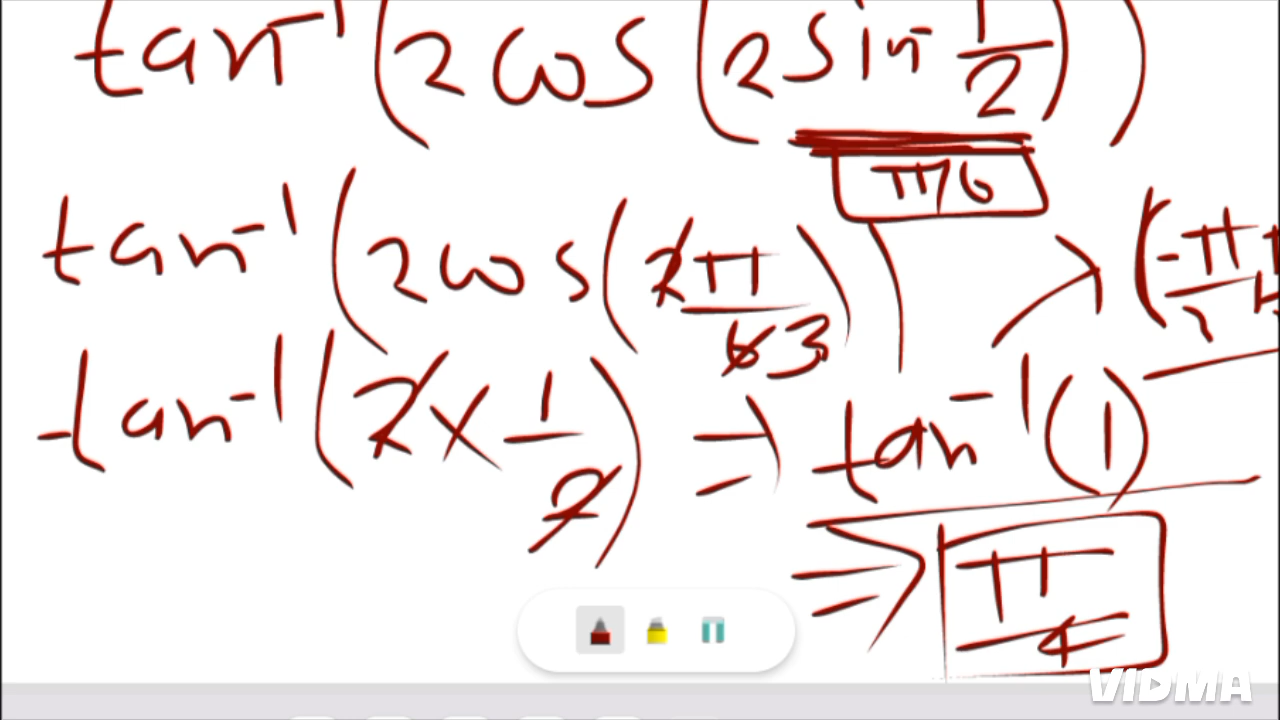 tan⁻¹(2cos(2sin⁻ 1/2))
π/6
tan⁻¹(2cos(2π/6 3))
(-π/2
tan⁻¹(2×1/2) ⇒ tan⁻¹(1)
⇒ π/4
VIDMA